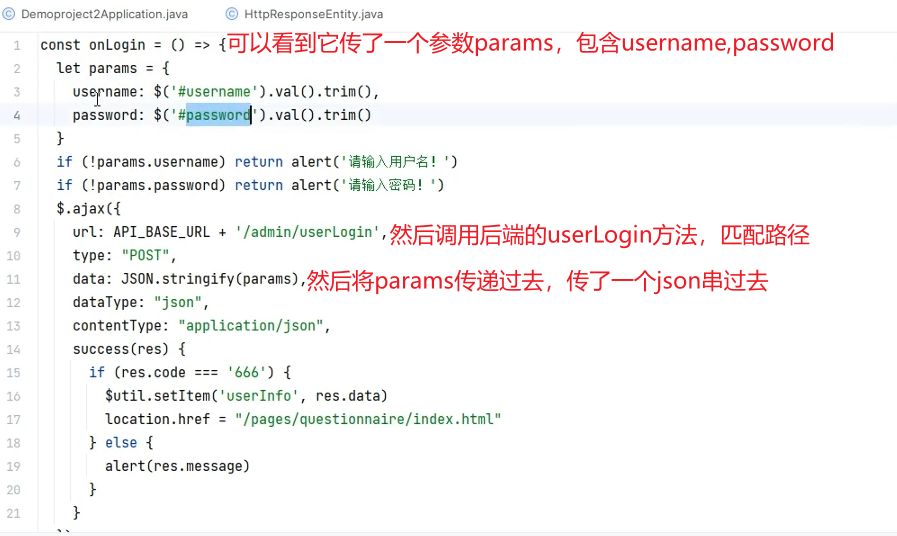 Demoproject2Application.java HttpResponseEntity.java
1 const onLogin = () => {可以看到它传了一个参数params，包含username,password
2 let params = {
3 username: $('#username').val().trim(),
4 password: $('#password').val().trim()
5 }
6 if (!params.username) return alert('请输入用户名！')
7 if (!params.password) return alert('请输入密码！')
8 $.ajax({
9 url: API_BASE_URL + '/admin/userLogin',然后调用后端的userLogin方法，匹配路径
10 type: "POST",
11 data: JSON.stringify(params),然后将params传递过去，传了一个json串过去
12 dataType: "json",
13 contentType: "application/json",
14 success(res) {
15 if (res.code === '666') {
16 $util.setItem('userInfo', res.data)
17 location.href = "/pages/questionnaire/index.html"
18 } else {
19 alert(res.message)
20 }
21 }